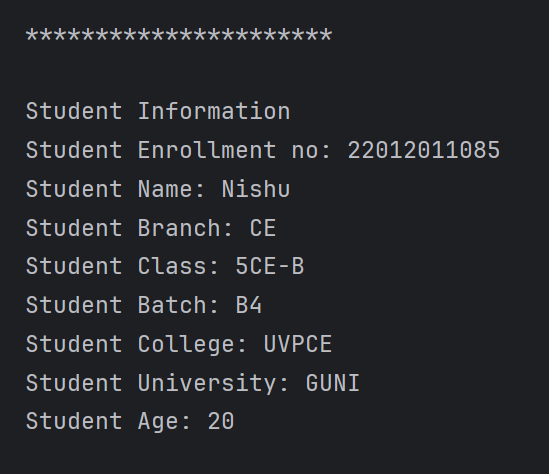 **********************
Student Information
Student Enrollment no: 22012011085
Student Name: Nishu
Student Branch: CE
Student Class: 5CE-B
Student Batch: B4
Student College: UVPCE
Student University: GUNI
Student Age: 20